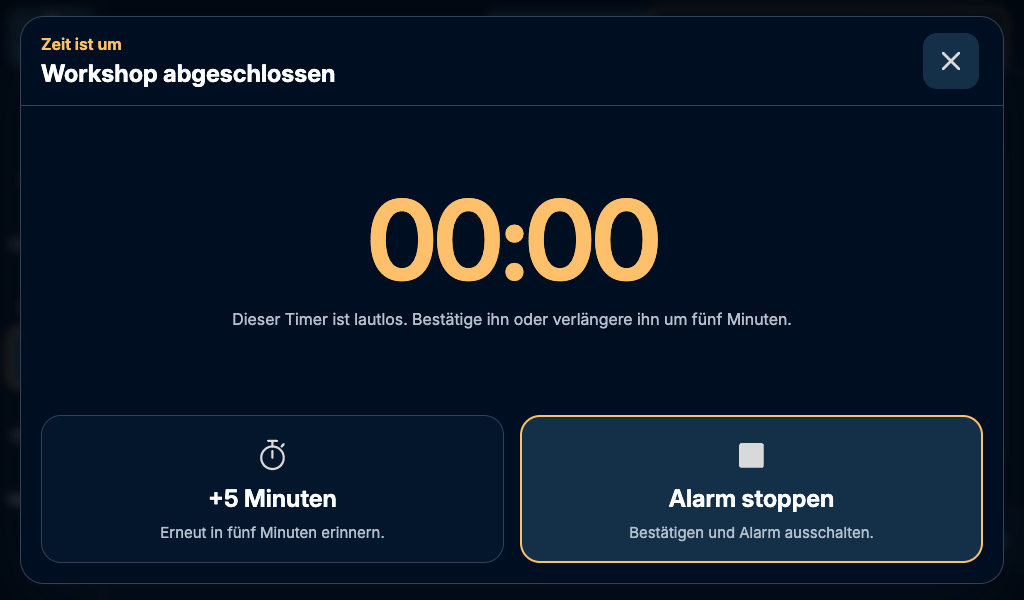 Zeit ist um
Workshop abgeschlossen
00:00
Dieser Timer ist lautlos. Bestätige ihn oder verlängere ihn um fünf Minuten.
+5 Minuten
Erneut in fünf Minuten erinnern.
Alarm stoppen
Bestätigen und Alarm ausschalten.